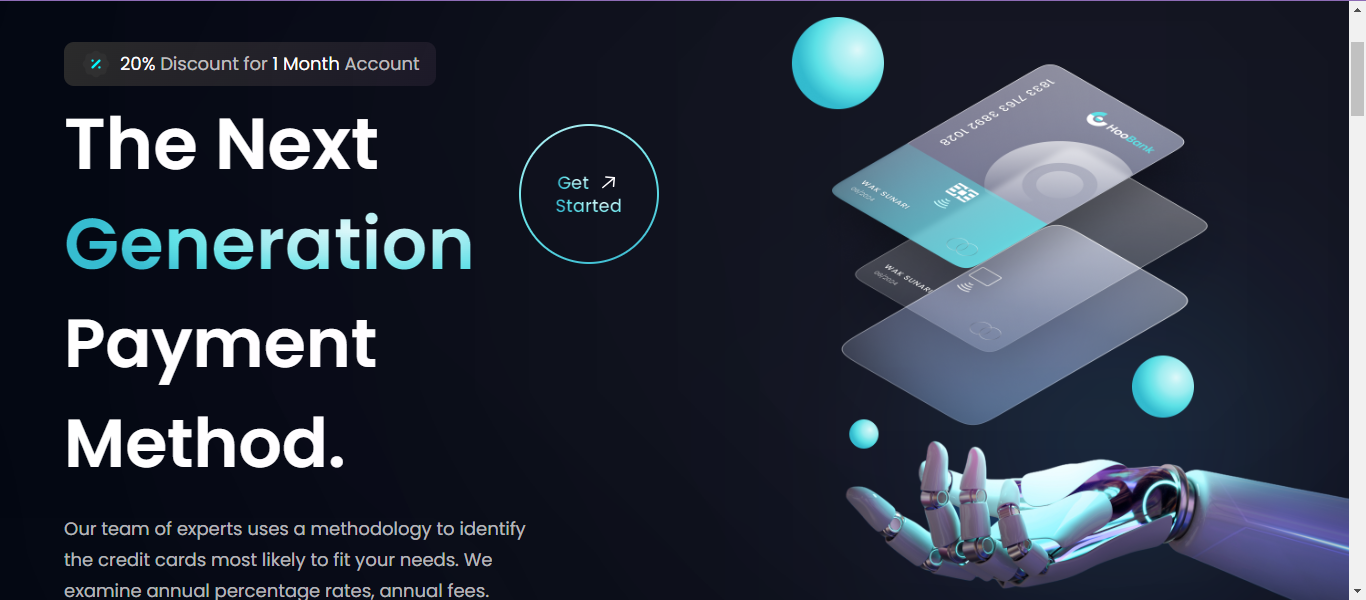 20% Discount for 1 Month Account
The Next
Generation
Payment
Method.
Get
Started
Our team of experts uses a methodology to identify
the credit cards most likely to fit your needs. We
examine annual percentage rates, annual fees.
1833 7163 3892 1028
HooBank
WAK SUNARI
06/2024
WAK SUNARI
06/2024